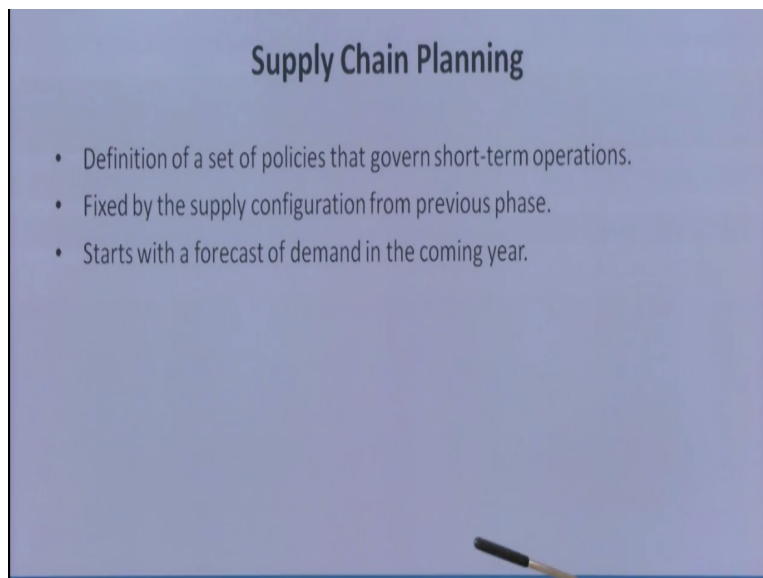 Supply Chain Planning
• Definition of a set of policies that govern short-term operations.
• Fixed by the supply configuration from previous phase.
• Starts with a forecast of demand in the coming year.